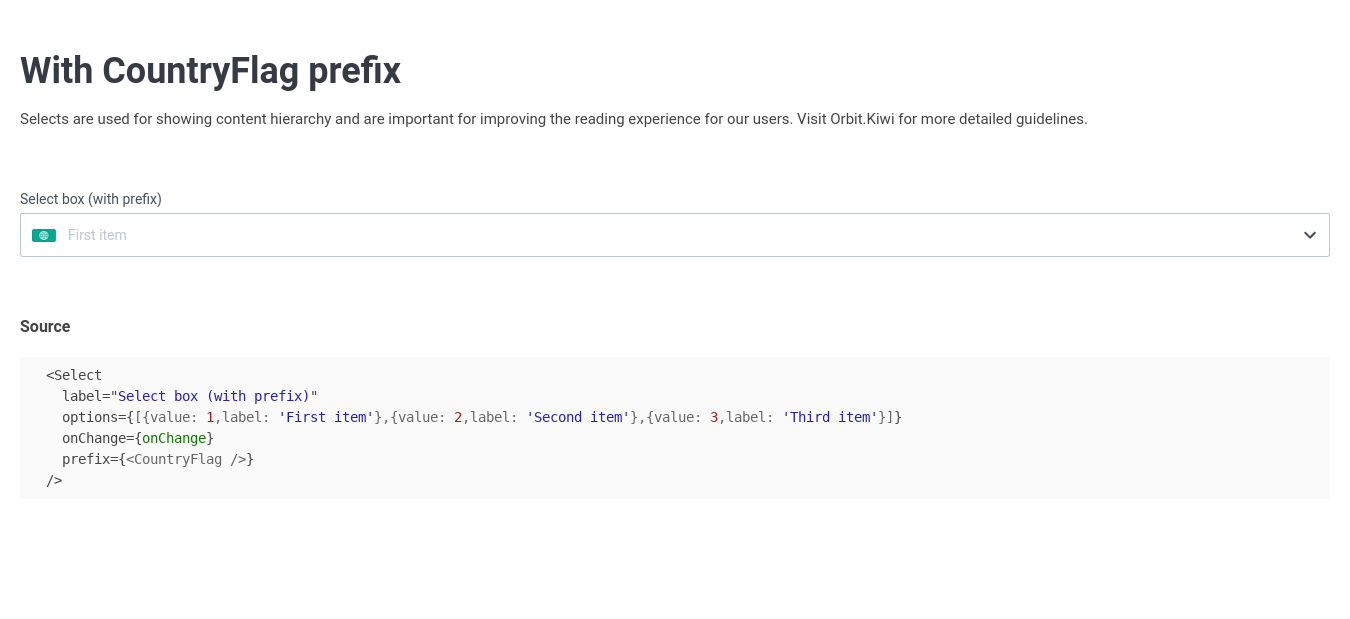 With CountryFlag prefix
Selects are used for showing content hierarchy and are important for improving the reading experience for our users. Visit Orbit.Kiwi for more detailed guidelines.
Select box (with prefix)
First item
Source
<Select
label="Select box (with prefix)"
options={[{value: 1,label: 'First item'},{value: 2,label: 'Second item'},{value: 3,label: 'Third item'}]}
onChange={onChange}
prefix={<CountryFlag />}
/>